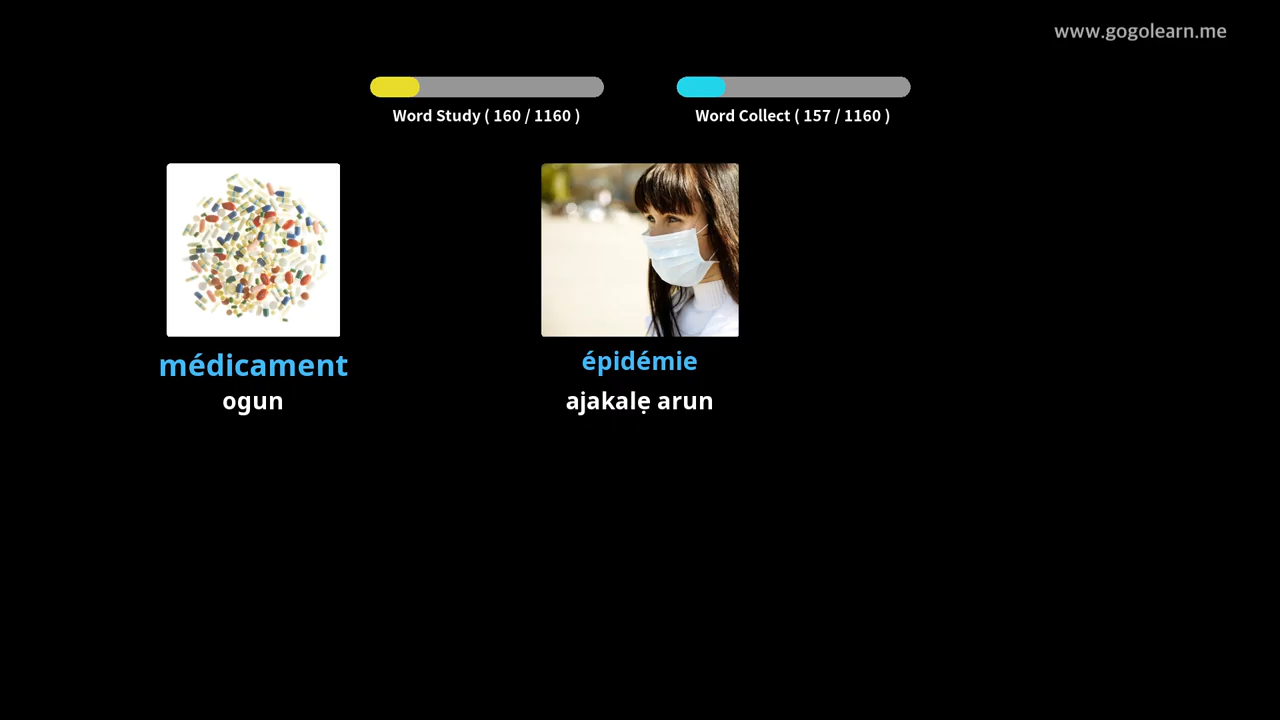 www.gogolearn.me
Word Study ( 160 / 1160 )
Word Collect ( 157 / 1160 )
médicament
ogun
épidémie
ajakalẹ arun